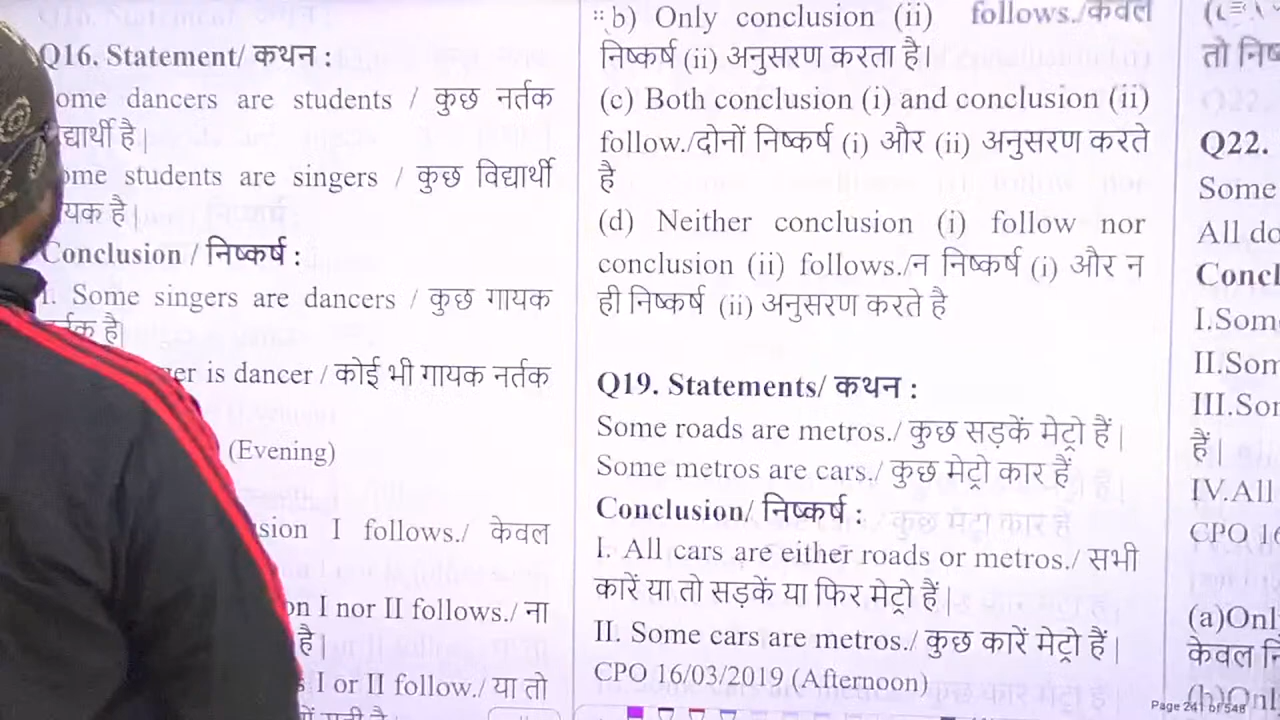 Q16. Statement/ कथन :
ome dancers are students / कुछ नर्तक
द्यार्थी है
ome students are singers / कुछ विद्यार्थी
यक है|
Conclusion / निष्कर्ष :
I. Some singers are dancers / कुछ गायक
र्तक है|
ger is dancer / कोई भी गायक नर्तक
(Evening)
sion I follows./ केवल
on I nor II follows./ ना
है|
I or II follow./ या तो
b) Only conclusion (ii) follows./केवल
निष्कर्ष (ii) अनुसरण करता है|
(c) Both conclusion (i) and conclusion (ii)
follow./दोनों निष्कर्ष (i) और (ii) अनुसरण करते
है
(d) Neither conclusion (i) follow nor
conclusion (ii) follows./न निष्कर्ष (i) और न
ही निष्कर्ष (ii) अनुसरण करते है
Q19. Statements/ कथन :
Some roads are metros./ कुछ सड़कें मेट्रो हैं|
Some metros are cars./ कुछ मेट्रो कार हैं
Conclusion/ निष्कर्ष :
I. All cars are either roads or metros./ सभी
कारें या तो सड़कें या फिर मेट्रो हैं|
II. Some cars are metros./ कुछ कारें मेट्रो हैं|
CPO 16/03/2019 (Afternoon)
तो निष्
Q22.
Some
All do
Concl
I.Some
II.Som
III.Sor
हैं|
IV.All
CPO 16
(a)Onl
केवल नि
(b)Onl
Page 241 of 548